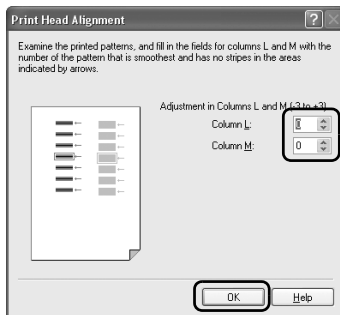 Print Head Alignment
Examine the printed patterns, and fill in the fields for columns L and M with the
number of the pattern that is smoothest and has no stripes in the areas
indicated by arrows.
Adjustment in Columns L and M (-3 to +3)
Column L:
Column M: 0
OK Help